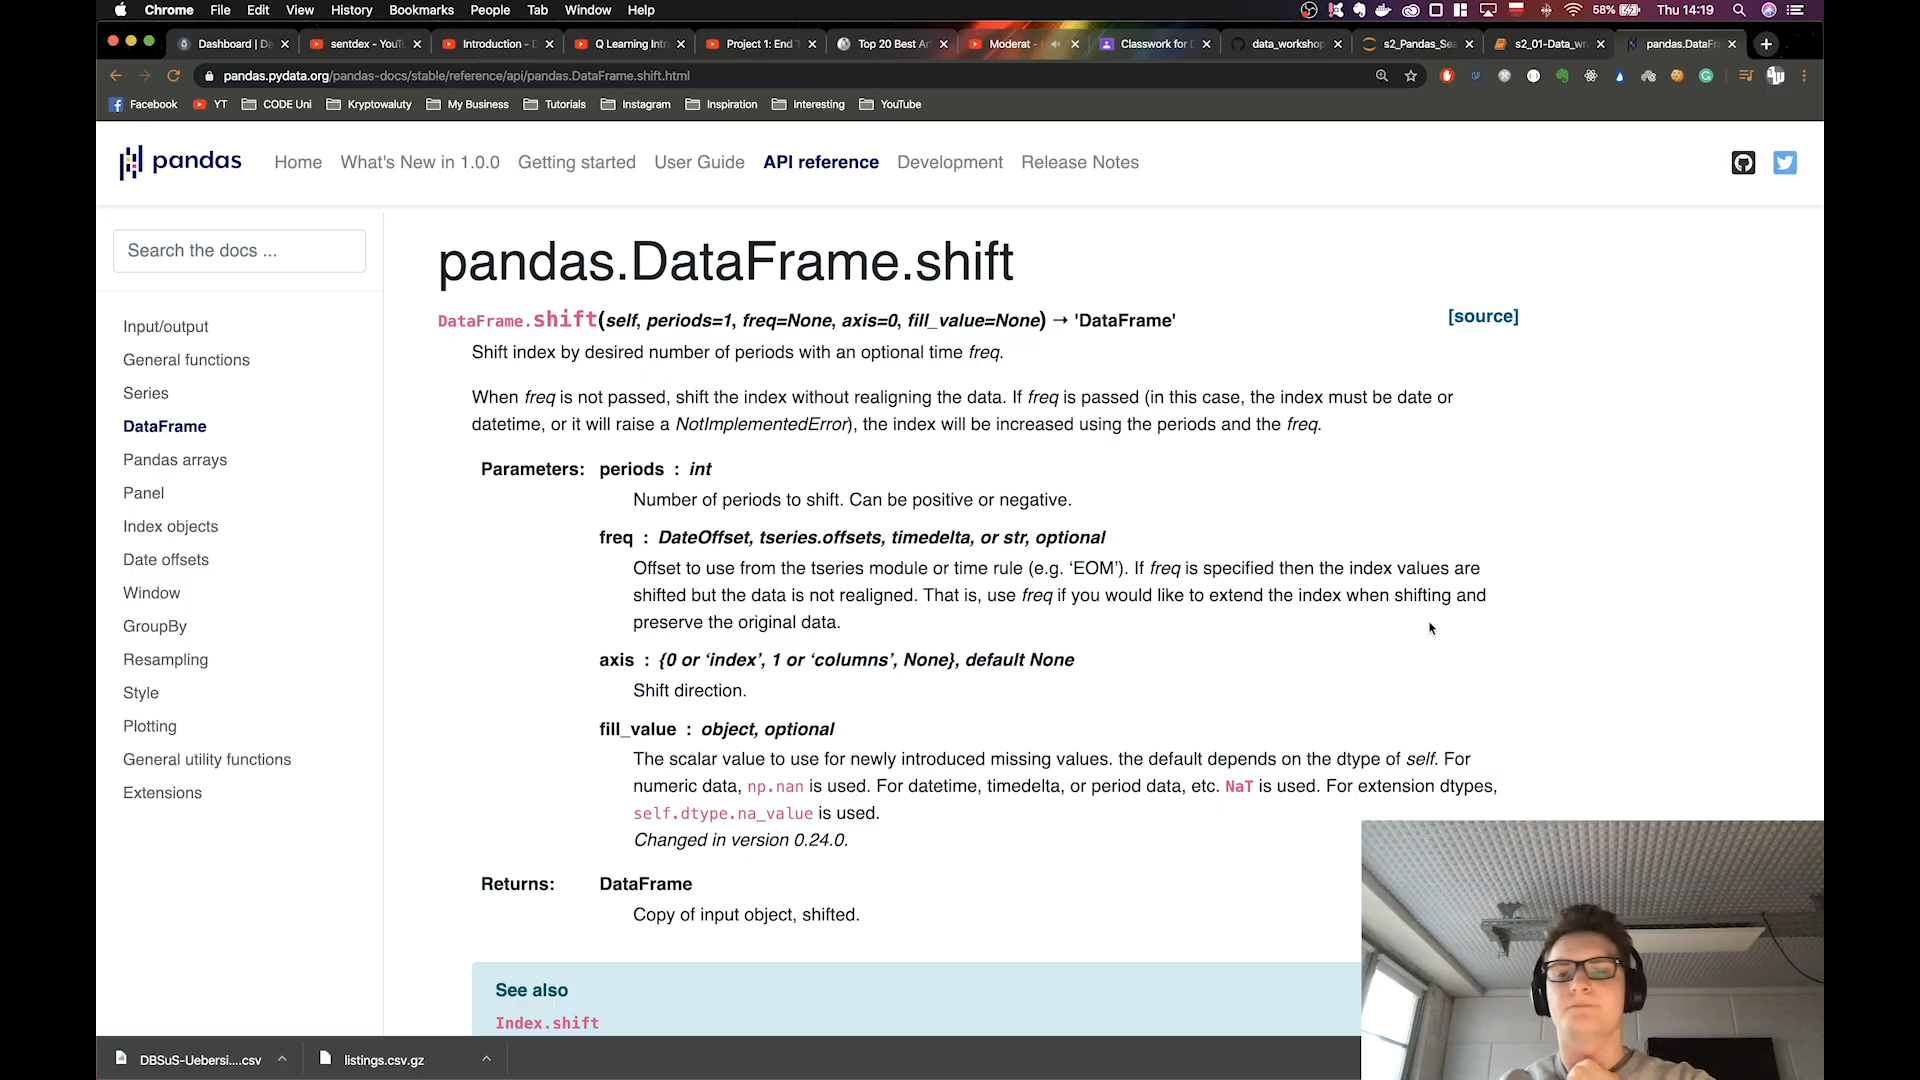 Chrome File Edit View History Bookmarks People Tab Window Help 58% Thu 14:19
Dashboard | Da sentdex - YouTu Introduction - D Q Learning Intr Project 1: End T Top 20 Best Ar Moderat - Classwork for D data_workshop s2_Pandas_Se s2_01-Data_wr pandas.DataFr
pandas.pydata.org/pandas-docs/stable/reference/api/pandas.DataFrame.shift.html
Facebook YT CODE Uni Kryptowaluty My Business Tutorials Instagram Inspiration Interesting YouTube
pandas Home What's New in 1.0.0 Getting started User Guide API reference Development Release Notes
Search the docs ...
Input/output
General functions
Series
DataFrame
Pandas arrays
Panel
Index objects
Date offsets
Window
GroupBy
Resampling
Style
Plotting
General utility functions
Extensions
pandas.DataFrame.shift
DataFrame.shift(self, periods=1, freq=None, axis=0, fill_value=None) → 'DataFrame' [source]
Shift index by desired number of periods with an optional time freq.
When freq is not passed, shift the index without realigning the data. If freq is passed (in this case, the index must be date or
datetime, or it will raise a NotImplementedError), the index will be increased using the periods and the freq.
Parameters: periods : int
Number of periods to shift. Can be positive or negative.
freq : DateOffset, tseries.offsets, timedelta, or str, optional
Offset to use from the tseries module or time rule (e.g. ‘EOM’). If freq is specified then the index values are
shifted but the data is not realigned. That is, use freq if you would like to extend the index when shifting and
preserve the original data.
axis : {0 or ‘index’, 1 or ‘columns’, None}, default None
Shift direction.
fill_value : object, optional
The scalar value to use for newly introduced missing values. the default depends on the dtype of self. For
numeric data, np.nan is used. For datetime, timedelta, or period data, etc. NaT is used. For extension dtypes,
self.dtype.na_value is used.
Changed in version 0.24.0.
Returns: DataFrame
Copy of input object, shifted.
See also
Index.shift
DBSuS-Uebersi....csv listings.csv.gz